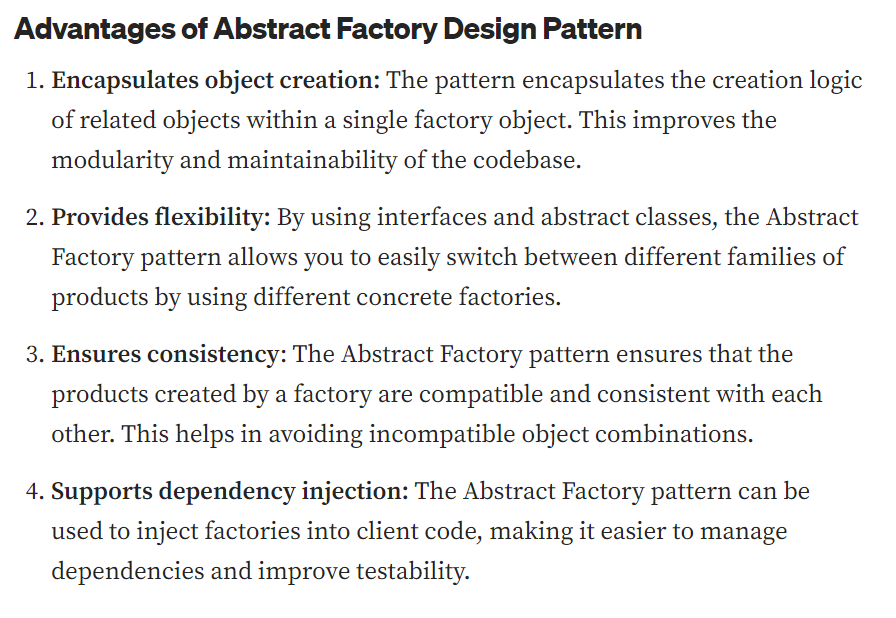 Advantages of Abstract Factory Design Pattern
1. Encapsulates object creation: The pattern encapsulates the creation logic
of related objects within a single factory object. This improves the
modularity and maintainability of the codebase.
2. Provides flexibility: By using interfaces and abstract classes, the Abstract
Factory pattern allows you to easily switch between different families of
products by using different concrete factories.
3. Ensures consistency: The Abstract Factory pattern ensures that the
products created by a factory are compatible and consistent with each
other. This helps in avoiding incompatible object combinations.
4. Supports dependency injection: The Abstract Factory pattern can be
used to inject factories into client code, making it easier to manage
dependencies and improve testability.